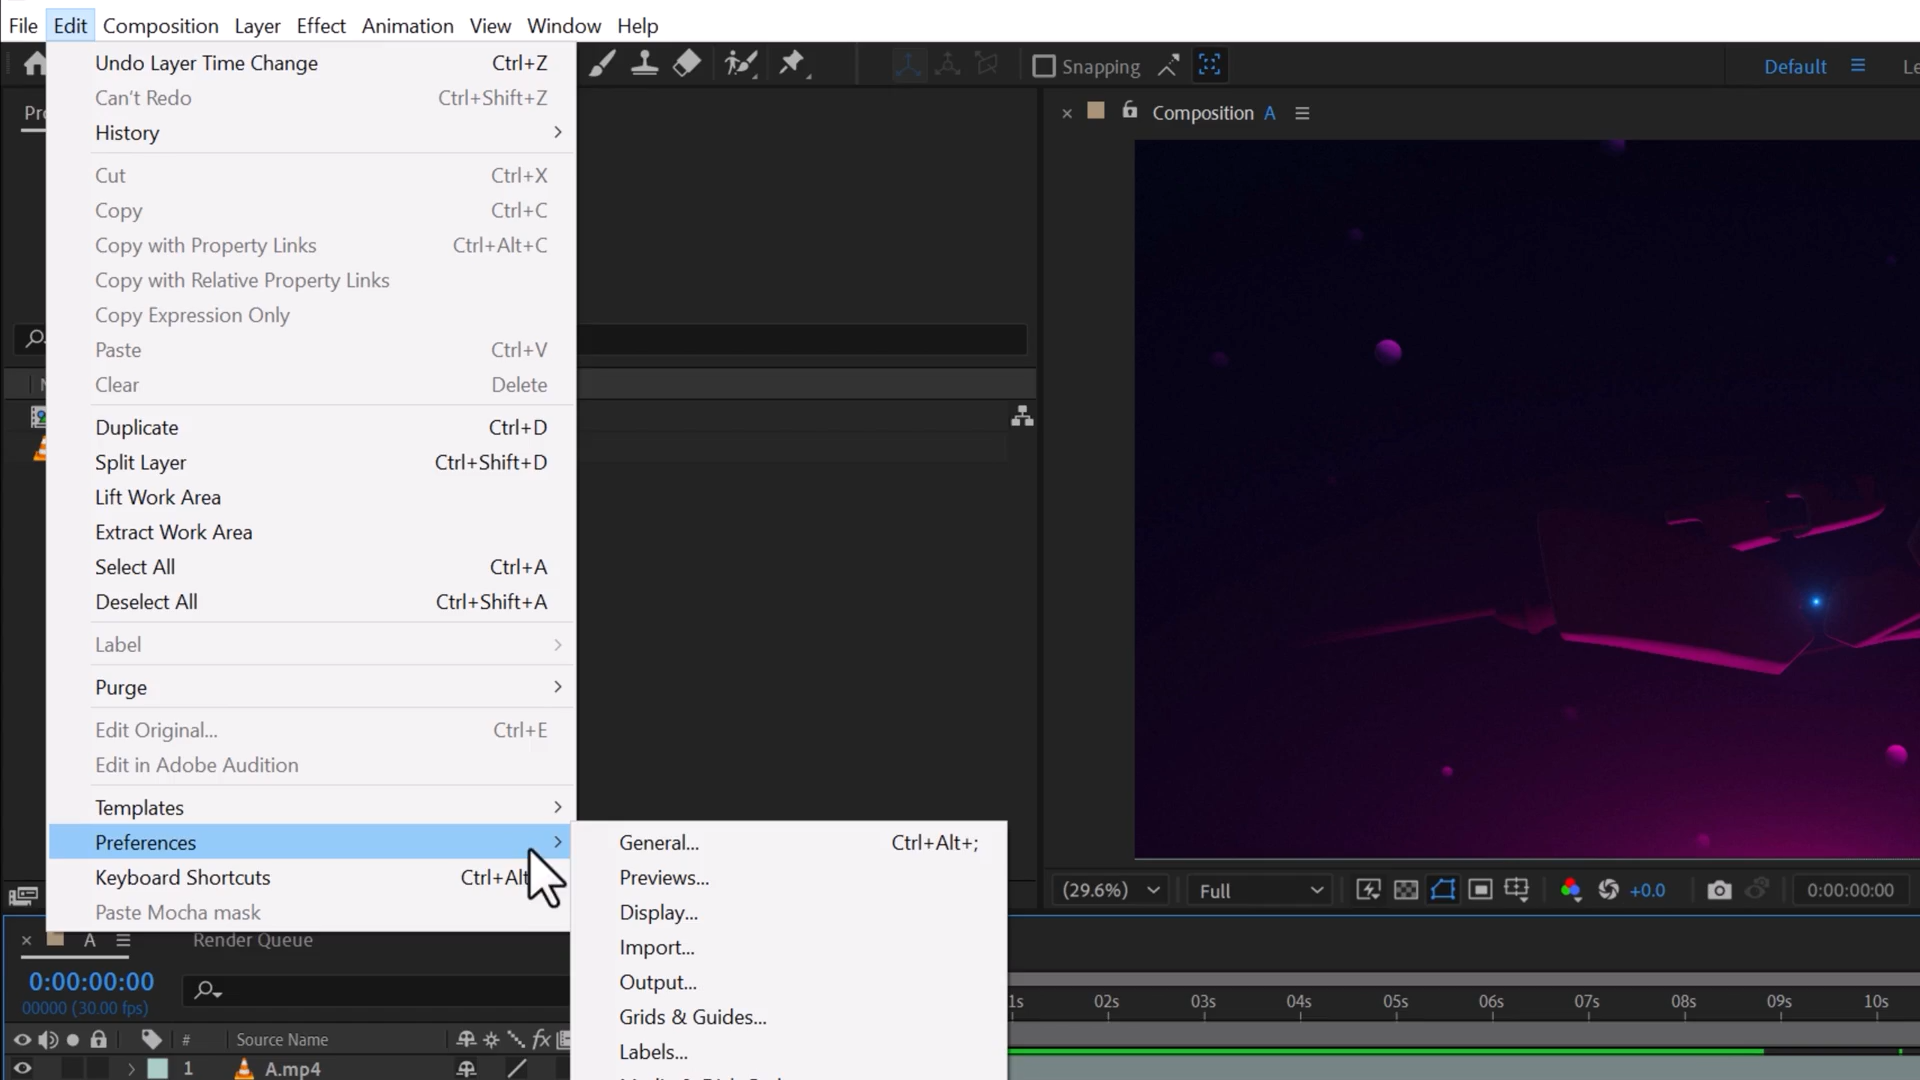 File Edit Composition Layer Effect Animation View Window Help
Undo Layer Time Change Ctrl+Z
Can't Redo Ctrl+Shift+Z
History
Cut Ctrl+X
Copy Ctrl+C
Copy with Property Links Ctrl+Alt+C
Copy with Relative Property Links
Copy Expression Only
Paste Ctrl+V
Clear Delete
Duplicate Ctrl+D
Split Layer Ctrl+Shift+D
Lift Work Area
Extract Work Area
Select All Ctrl+A
Deselect All Ctrl+Shift+A
Label
Purge
Edit Original... Ctrl+E
Edit in Adobe Audition
Templates
Preferences
Keyboard Shortcuts Ctrl+Alt
Paste Mocha mask
General... Ctrl+Alt+;
Previews...
Display...
Import...
Output...
Grids & Guides...
Labels...
Snapping
Default
Composition A
(29.6%) Full +0.0 0:00:00:00
A Render Queue
0:00:00:00
00000 (30.00 fps)
# Source Name fx
1 A.mp4
1s 02s 03s 04s 05s 06s 07s 08s 09s 10s